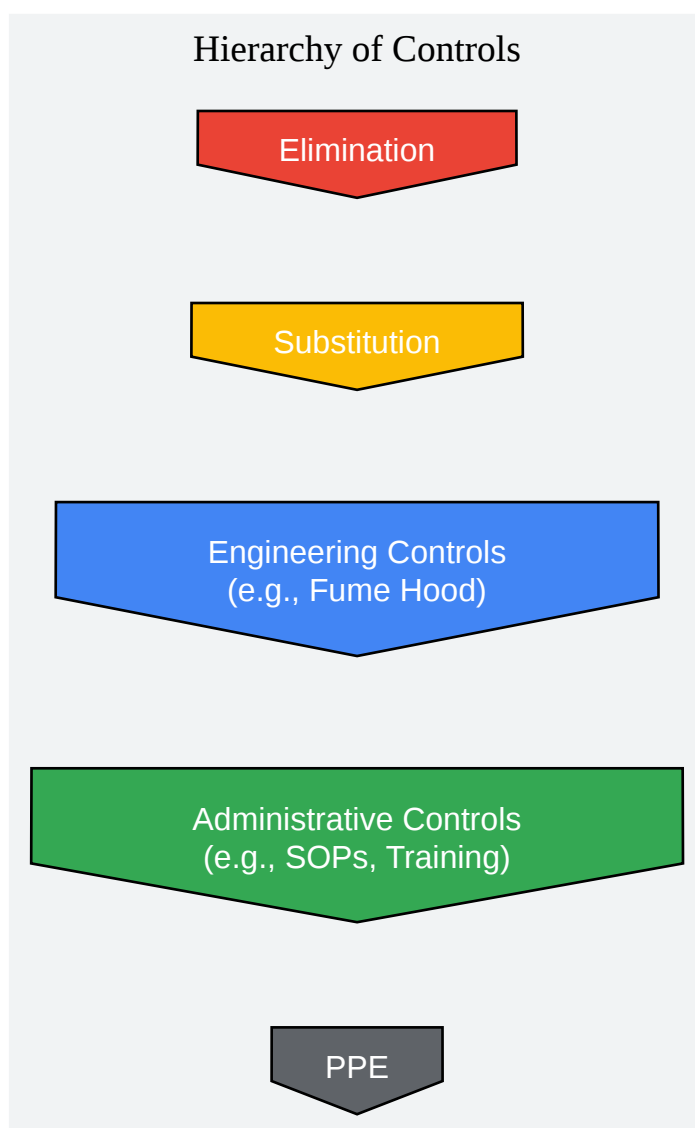 Hierarchy of Controls
Elimination
Substitution
Engineering Controls
(e.g., Fume Hood)
Administrative Controls
(e.g., SOPs, Training)
PPE